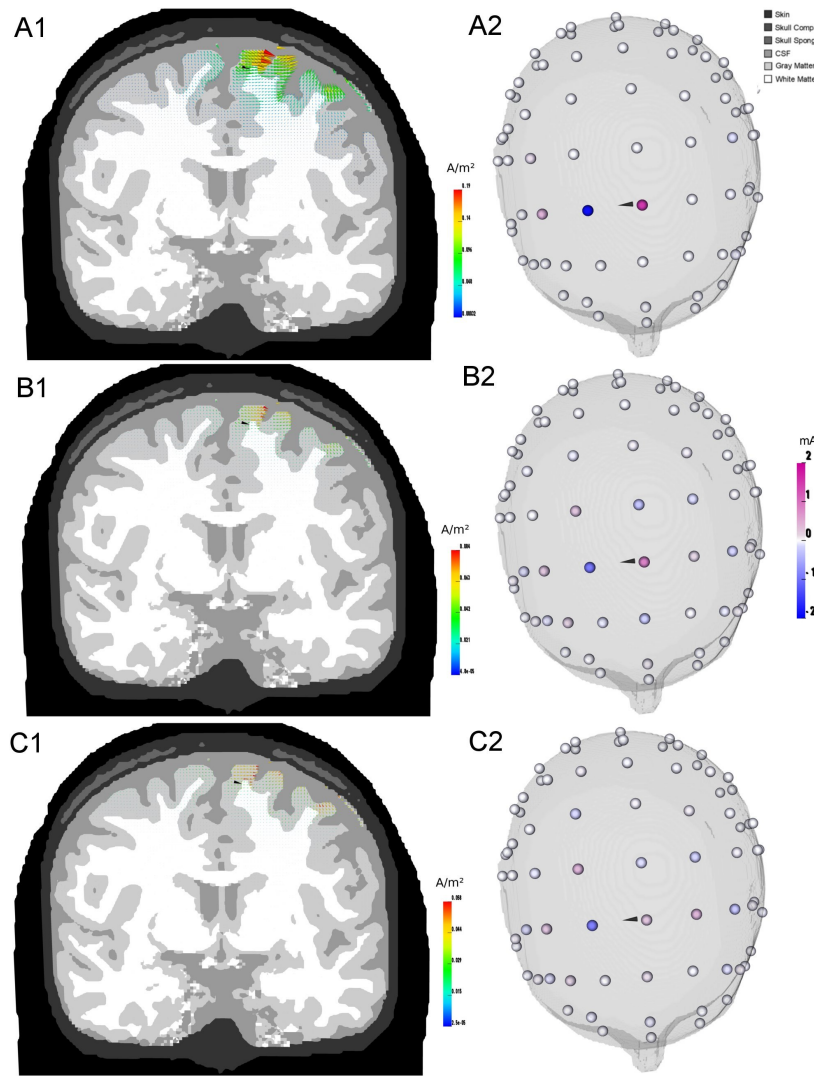 A1
A2
Skin
Skull Comp
Skull Spong
CSF
Gray Matter
White Matte
A/m²
0.19
0.14
0.096
0.048
0.0002
B1
B2
A/m²
0.084
0.063
0.042
0.021
mA
2
1
0
-1
-2
C1
C2
A/m²
0.058
0.044
0.029
0.015